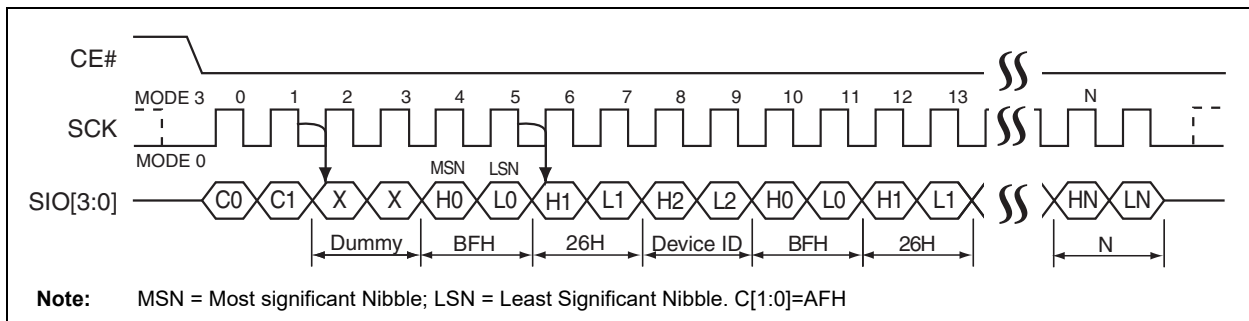 CE#
MODE 3 0 1 2 3 4 5 6 7 8 9 10 11 12 13 N
SCK
MODE 0
MSN LSN
SIO[3:0] C0 C1 X X H0 L0 H1 L1 H2 L2 H0 L0 H1 L1 HN LN
Dummy BFH 26H Device ID BFH 26H N
Note: MSN = Most significant Nibble; LSN = Least Significant Nibble. C[1:0]=AFH